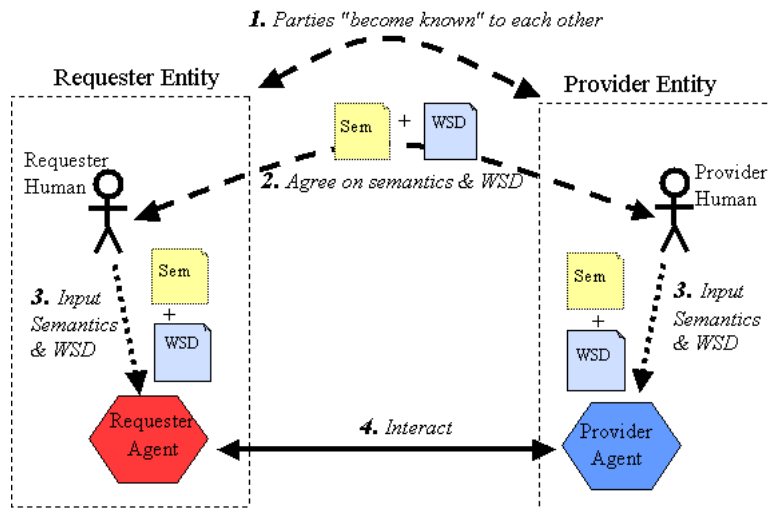 1. Parties "become known" to each other
Requester Entity
Provider Entity
Sem
+
WSD
Requester
Human
2. Agree on semantics & WSD
Provider
Human
Sem
+
WSD
3. Input
Semantics
& WSD
Sem
+
WSD
3. Input
Semantics
& WSD
Requester
Agent
4. Interact
Provider
Agent